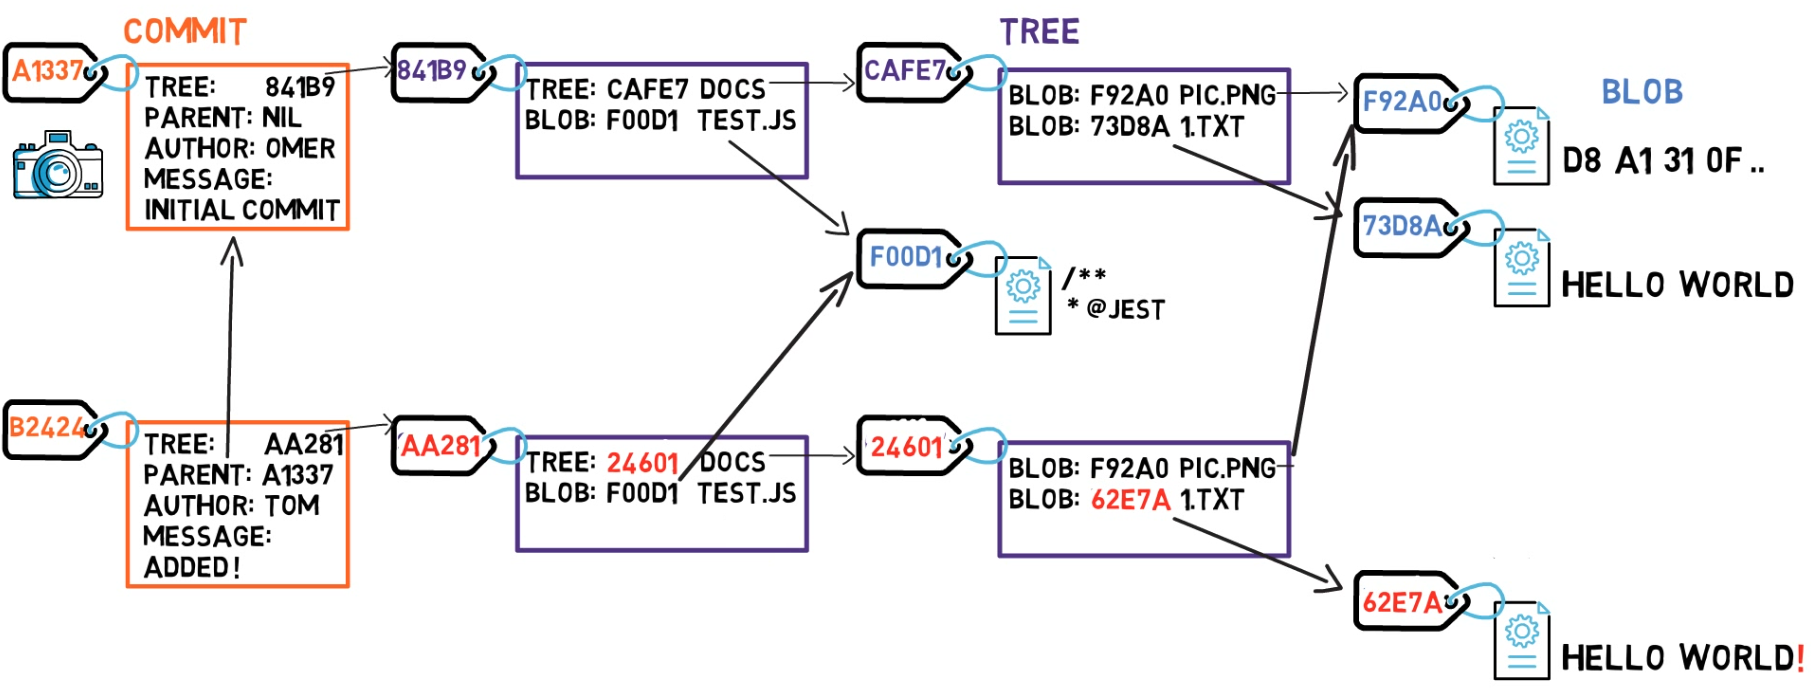 COMMIT
TREE
BLOB
A1337
TREE: 841B9
PARENT: NIL
AUTHOR: OMER
MESSAGE:
INITIAL COMMIT
841B9
TREE: CAFE7 DOCS
BLOB: F00D1 TEST.JS
CAFE7
BLOB: F92A0 PIC.PNG
BLOB: 73D8A 1.TXT
F92A0
D8 A1 31 0F ..
73D8A
HELLO WORLD
F00D1
/**
* @JEST
B2424
TREE: AA281
PARENT: A1337
AUTHOR: TOM
MESSAGE:
ADDED!
AA281
TREE: 24601 DOCS
BLOB: F00D1 TEST.JS
24601
BLOB: F92A0 PIC.PNG
BLOB: 62E7A 1.TXT
62E7A
HELLO WORLD!